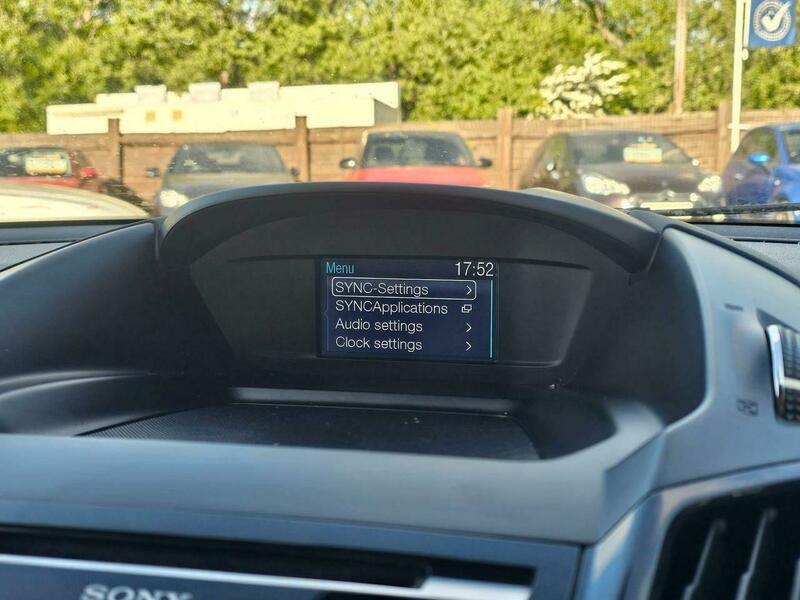 Menu 17:52
SYNC-Settings
SYNCApplications
Audio settings
Clock settings
SONY